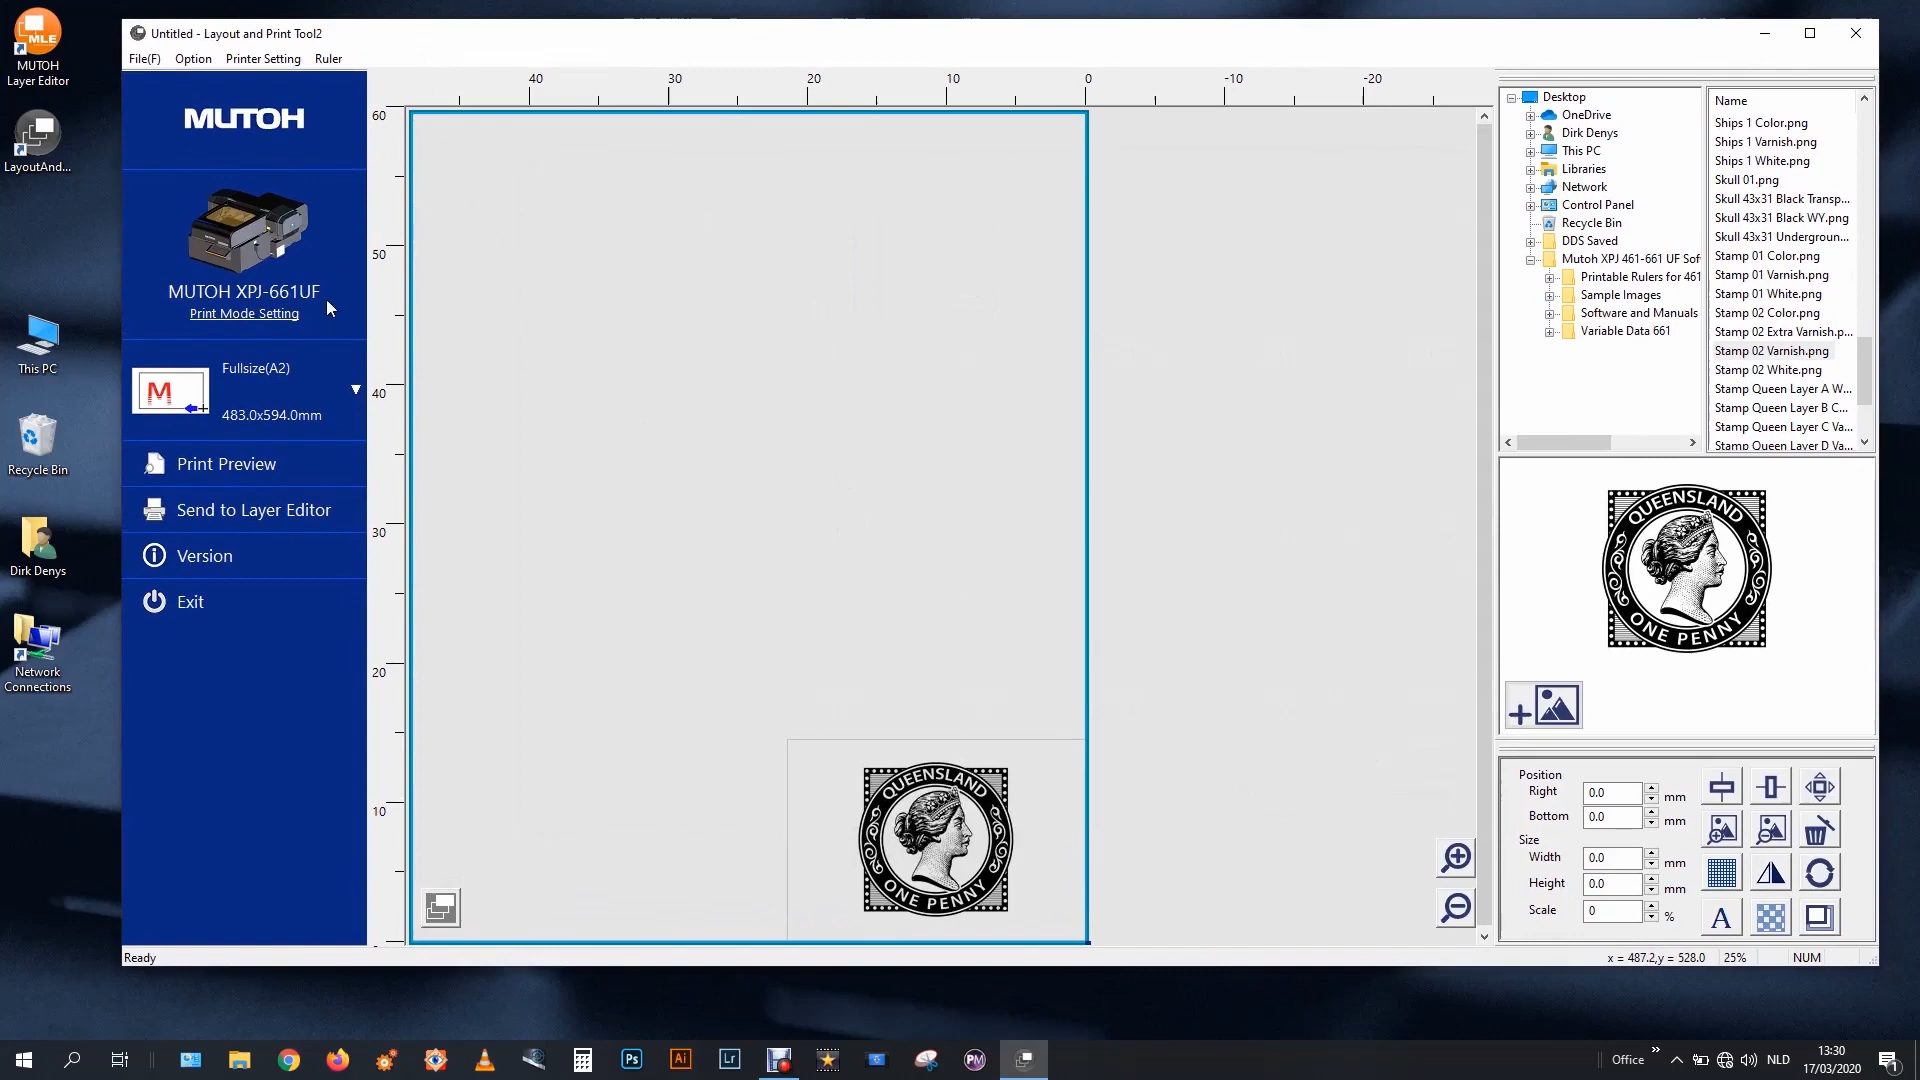 MUTOH
Layer Editor
LayoutAnd...
This PC
Recycle Bin
Dirk Denys
Network
Connections
Untitled - Layout and Print Tool2
File(F) Option Printer Setting Ruler
MUTOH
MUTOH XPJ-661UF
Print Mode Setting
M
Fullsize(A2)
483.0x594.0mm
Print Preview
Send to Layer Editor
Version
Exit
40 30 20 10 0 -10 -20
60
50
40
30
20
10
QUEENSLAND
ONE PENNY
Desktop
OneDrive
Dirk Denys
This PC
Libraries
Network
Control Panel
Recycle Bin
DDS Saved
Mutoh XPJ 461-661 UF Sof
Printable Rulers for 461
Sample Images
Software and Manuals
Variable Data 661
Name
Ships 1 Color.png
Ships 1 Varnish.png
Ships 1 White.png
Skull 01.png
Skull 43x31 Black Transp...
Skull 43x31 Black WY.png
Skull 43x31 Undergroun...
Stamp 01 Color.png
Stamp 01 Varnish.png
Stamp 01 White.png
Stamp 02 Color.png
Stamp 02 Extra Varnish.p...
Stamp 02 Varnish.png
Stamp 02 White.png
Stamp Queen Layer A W...
Stamp Queen Layer B C...
Stamp Queen Layer C Va...
Stamp Queen Layer D Va...
QUEENSLAND
ONE PENNY
Position
Right 0.0 mm
Bottom 0.0 mm
Size
Width 0.0 mm
Height 0.0 mm
Scale 0 %
A
Ready
x = 487.2,y = 528.0 25% NUM
Ps Ai Lr PM
Office » NLD
13:30
17/03/2020
1